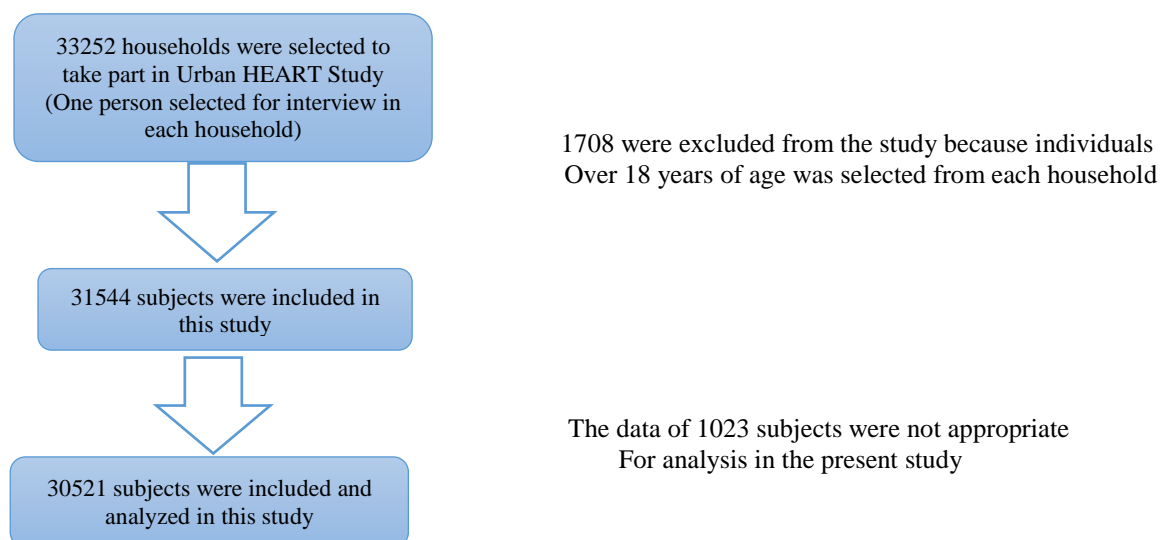 33252 households were selected to
take part in Urban HEART Study
(One person selected for interview in
each household)
1708 were excluded from the study because individuals
Over 18 years of age was selected from each household
31544 subjects were included in
this study
The data of 1023 subjects were not appropriate
For analysis in the present study
30521 subjects were included and
analyzed in this study